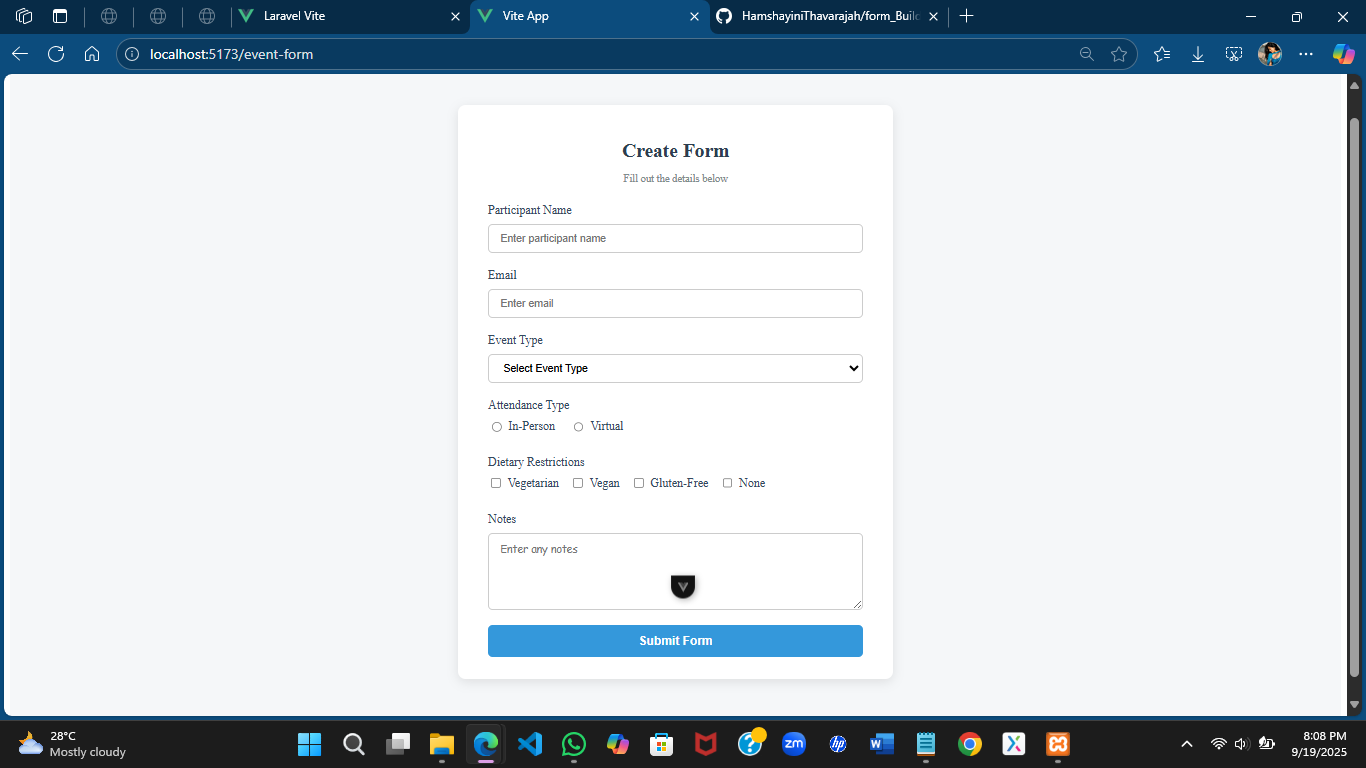 Laravel Vite
Vite App
HamshayiniThavarajah/form_Buil
localhost:5173/event-form
Create Form
Fill out the details below
Participant Name
Enter participant name
Email
Enter email
Event Type
Select Event Type
Attendance Type
In-Person Virtual
Dietary Restrictions
Vegetarian Vegan Gluten-Free None
Notes
Enter any notes
Submit Form
28°C
Mostly cloudy
zm
hp
W
8:08 PM
9/19/2025